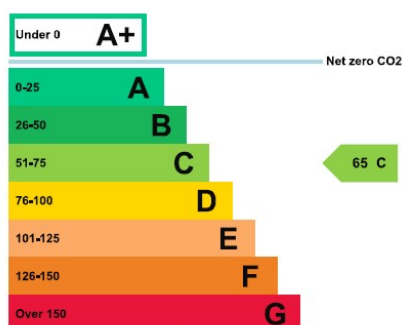 Under 0 A+
Net zero CO2
0-25 A
26-50 B
51-75 C
65 C
76-100 D
101-125 E
126-150 F
Over 150 G